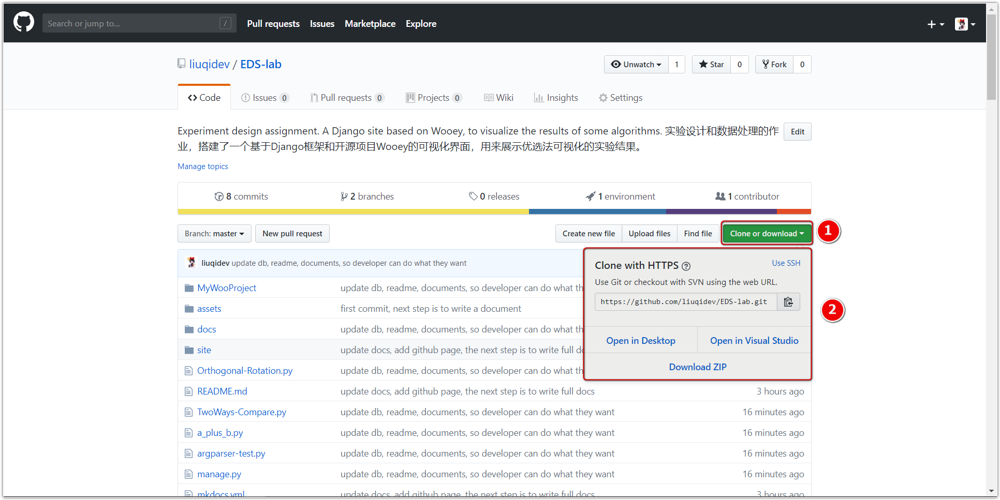 Search or jump to... /
Pull requests Issues Marketplace Explore
liuqidev / EDS-lab
Unwatch 1 Star 0 Fork 0
Code Issues 0 Pull requests 0 Projects 0 Wiki Insights Settings
Experiment design assignment. A Django site based on Wooey, to visualize the results of some algorithms. 实验设计和数据处理的作
业，搭建了一个基于Django框架和开源项目Wooey的可视化界面，用来展示优选法可视化的实验结果。
Edit
Manage topics
8 commits 2 branches 0 releases 1 environment 1 contributor
Branch: master New pull request Create new file Upload files Find file Clone or download 1
liuqidev update db, readme, documents, so developer can do what they want
MyWooProject update db, readme, documents, so developer can do what th
assets first commit, next step is to write a document
docs update db, readme, documents, so developer can do what th
site update docs, add github page, the next step is to write full do
Orthogonal-Rotation.py update db, readme, documents, so developer can do what th
Clone with HTTPS ? Use SSH
Use Git or checkout with SVN using the web URL.
https://github.com/liuqidev/EDS-lab.git
2
Open in Desktop Open in Visual Studio
Download ZIP
README.md update docs, add github page, the next step is to write full docs 3 hours ago
TwoWays-Compare.py update db, readme, documents, so developer can do what they want 16 minutes ago
a_plus_b.py update db, readme, documents, so developer can do what they want 16 minutes ago
argparser-test.py update db, readme, documents, so developer can do what they want 16 minutes ago
manage.py update db, readme, documents, so developer can do what they want 16 minutes ago
mkdocs.yml update docs, add github page, the next step is to write full docs 3 hours ago